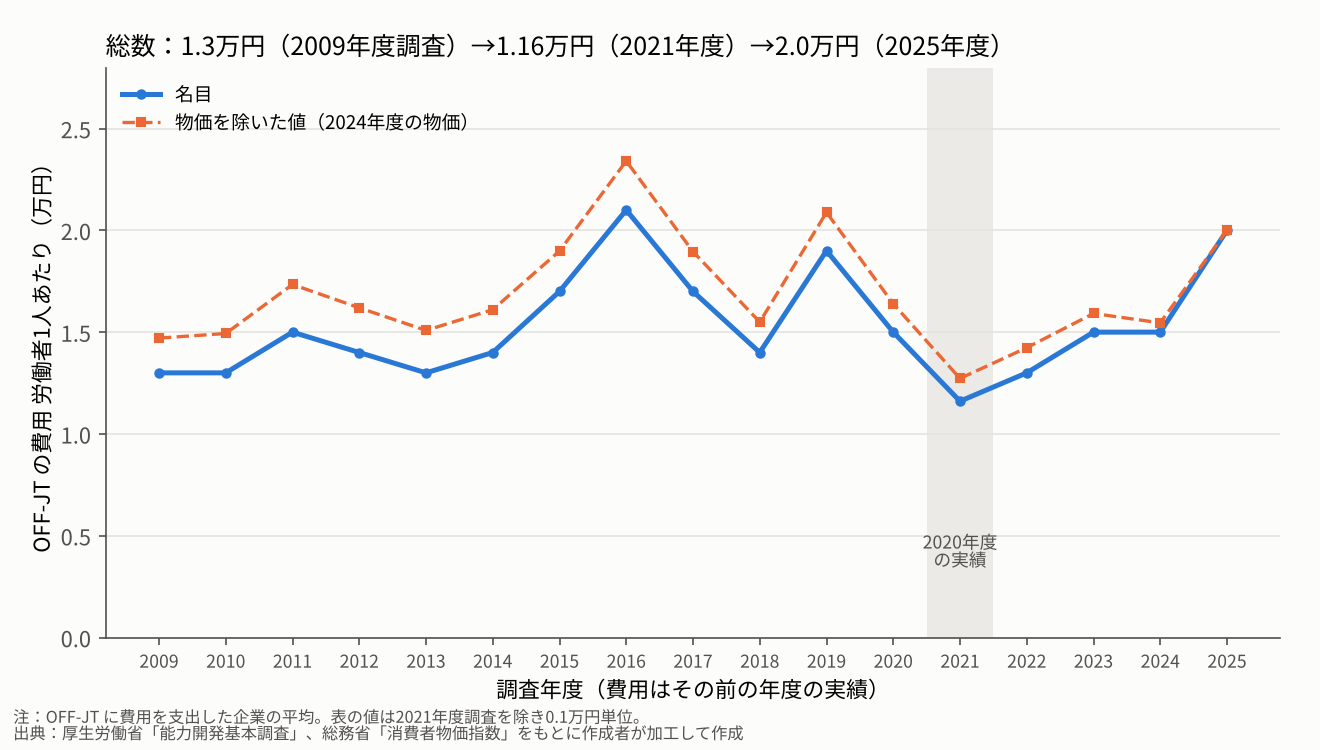 総数：1.3万円（2009年度調査）→1.16万円（2021年度）→2.0万円（2025年度）
名目
物価を除いた値（2024年度の物価）
OFF-JT の費用 労働者1人あたり（万円）
2.5
2.0
1.5
1.0
0.5
0.0
2020年度
の実績
2009 2010 2011 2012 2013 2014 2015 2016 2017 2018 2019 2020 2021 2022 2023 2024 2025
調査年度（費用はその前の年度の実績）
注：OFF-JT に費用を支出した企業の平均。表の値は2021年度調査を除き0.1万円単位。
出典：厚生労働省「能力開発基本調査」、総務省「消費者物価指数」をもとに作成者が加工して作成